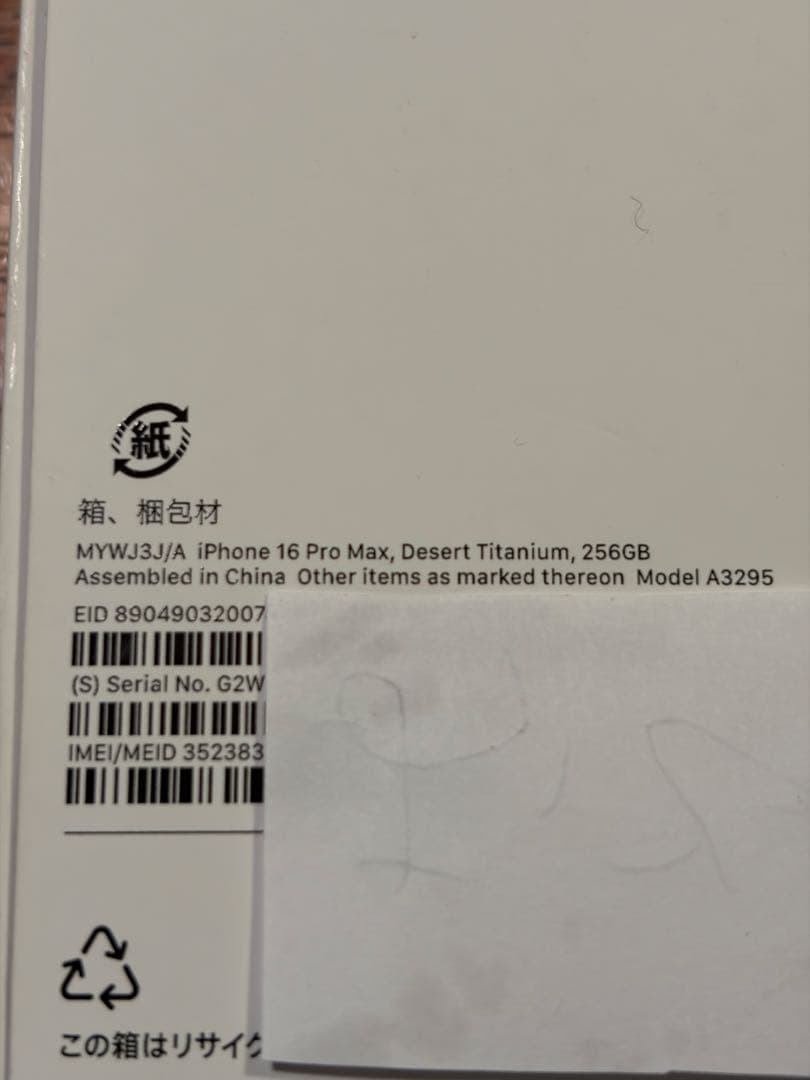 紙
箱、梱包材
MYWJ3J/A iPhone 16 Pro Max, Desert Titanium, 256GB
Assembled in China Other items as marked thereon Model A3295
EID 89049032007
(S) Serial No. G2W
IMEI/MEID 352383
この箱はリサイク